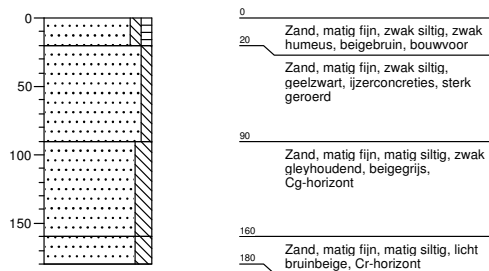 0
50
100
150
0
Zand, matig fijn, zwak siltig, zwak
humeus, beigebruin, bouwvoor
20
Zand, matig fijn, zwak siltig,
geelzwart, ijzerconcreties, sterk
geroerd
90
Zand, matig fijn, matig siltig, zwak
gleyhoudend, beigegrijs,
Cg-horizont
160
Zand, matig fijn, matig siltig, licht
bruinbeige, Cr-horizont
180